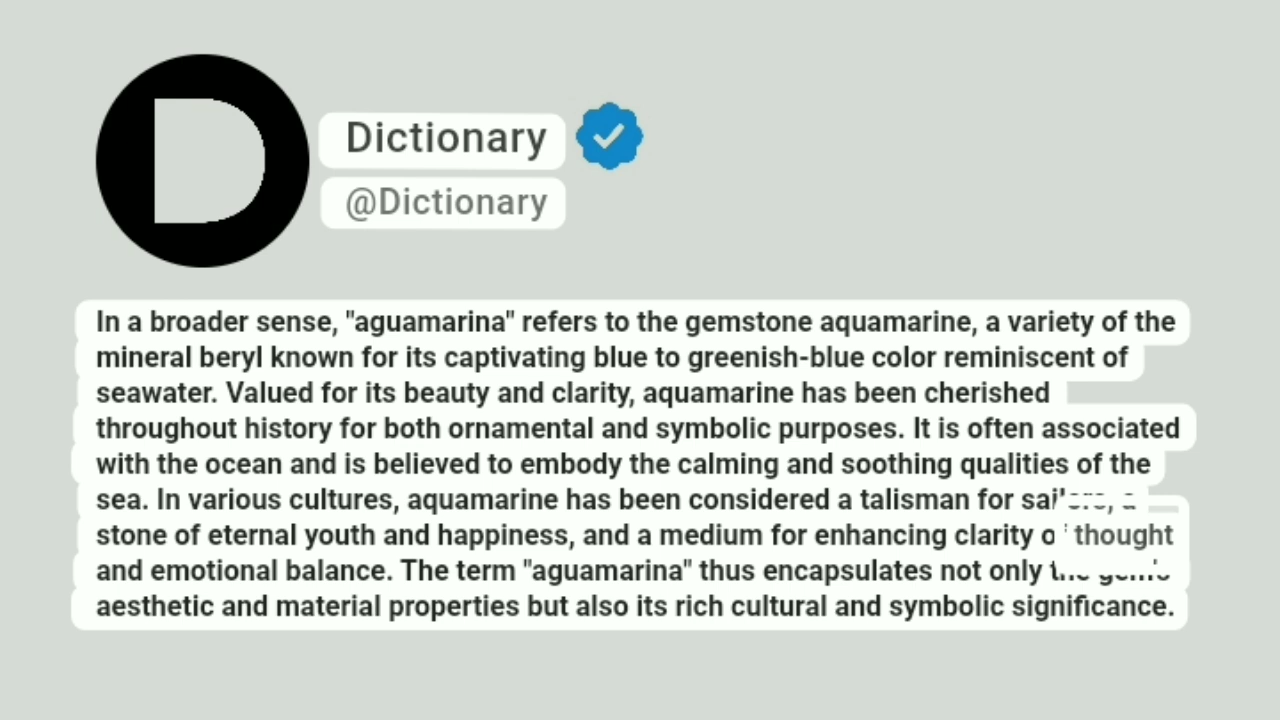 Dictionary
@Dictionary
In a broader sense, "aguamarina" refers to the gemstone aquamarine, a variety of the
mineral beryl known for its captivating blue to greenish-blue color reminiscent of
seawater. Valued for its beauty and clarity, aquamarine has been cherished
throughout history for both ornamental and symbolic purposes. It is often associated
with the ocean and is believed to embody the calming and soothing qualities of the
sea. In various cultures, aquamarine has been considered a talisman for
stone of eternal youth and happiness, and a medium for enhancing clarity thought
and emotional balance. The term "aguamarina" thus encapsulates not only
aesthetic and material properties but also its rich cultural and symbolic significance.